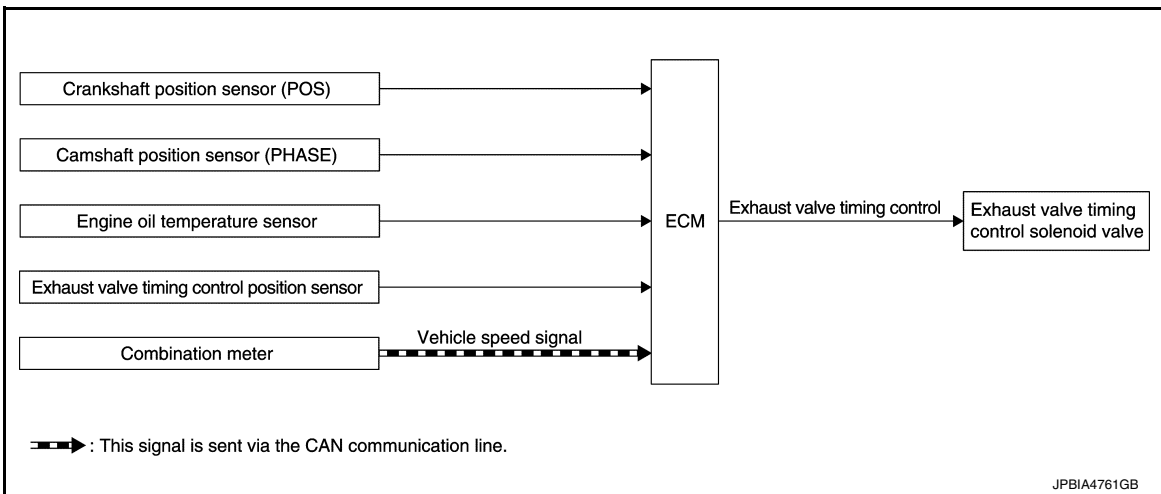 Crankshaft position sensor (POS)
Camshaft position sensor (PHASE)
Engine oil temperature sensor
Exhaust valve timing control position sensor
Combination meter
Vehicle speed signal
ECM
Exhaust valve timing control
Exhaust valve timing
control solenoid valve
: This signal is sent via the CAN communication line.
JPBIA4761GB